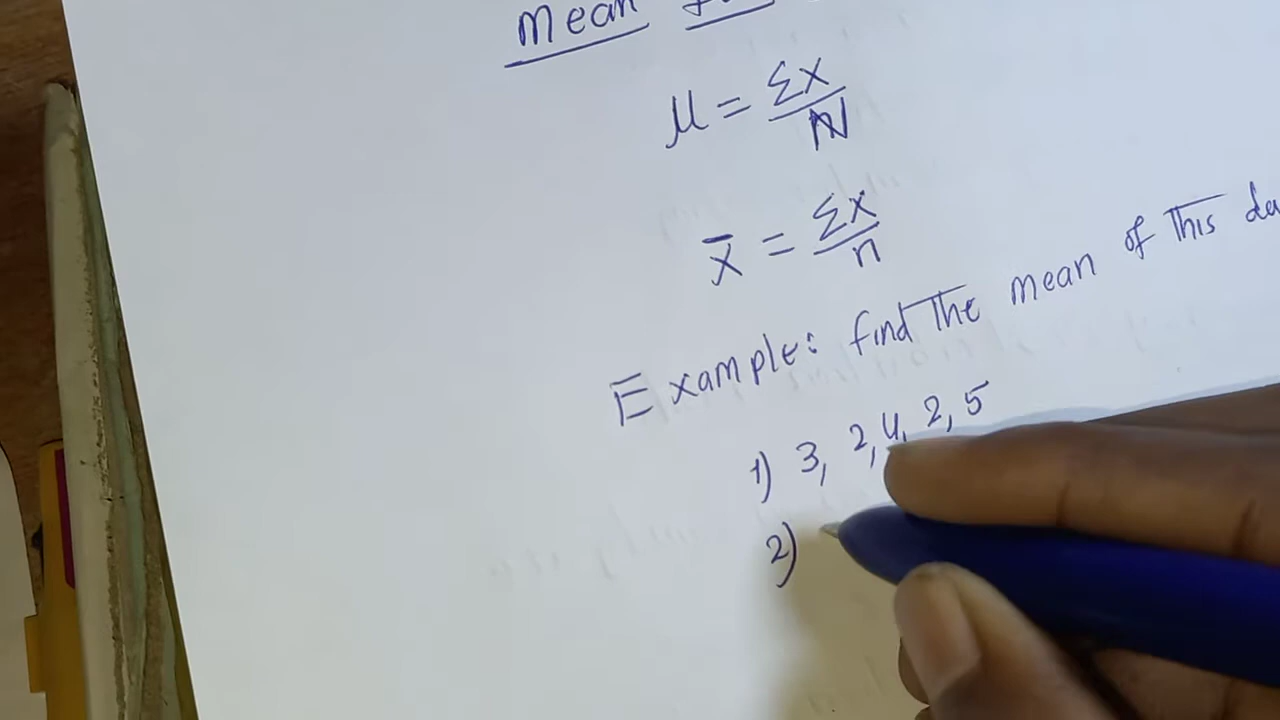 Mean
μ = Σx/N
x̄ = Σx/n
Example: find the mean of this
1) 3, 2, 4, 2, 5
2)